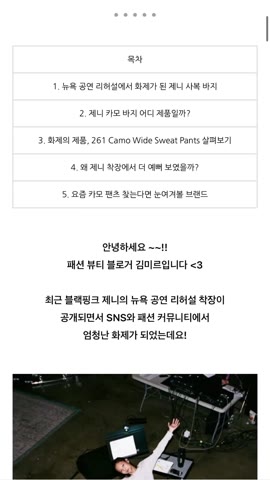 목차
1. 뉴욕 공연 리허설에서 화제가 된 제니 사복 바지
2. 제니 카모 바지 어디 제품일까?
3. 화제의 제품, 261 Camo Wide Sweat Pants 살펴보기
4. 왜 제니 착장에서 더 예뻐 보였을까?
5. 요즘 카모 팬츠 찾는다면 눈여겨볼 브랜드
안녕하세요 ~~!!
패션 뷰티 블로거 김미르입니다 <3
최근 블랙핑크 제니의 뉴욕 공연 리허설 착장이
공개되면서 SNS와 패션 커뮤니티에서
엄청난 화제가 되었는데요!